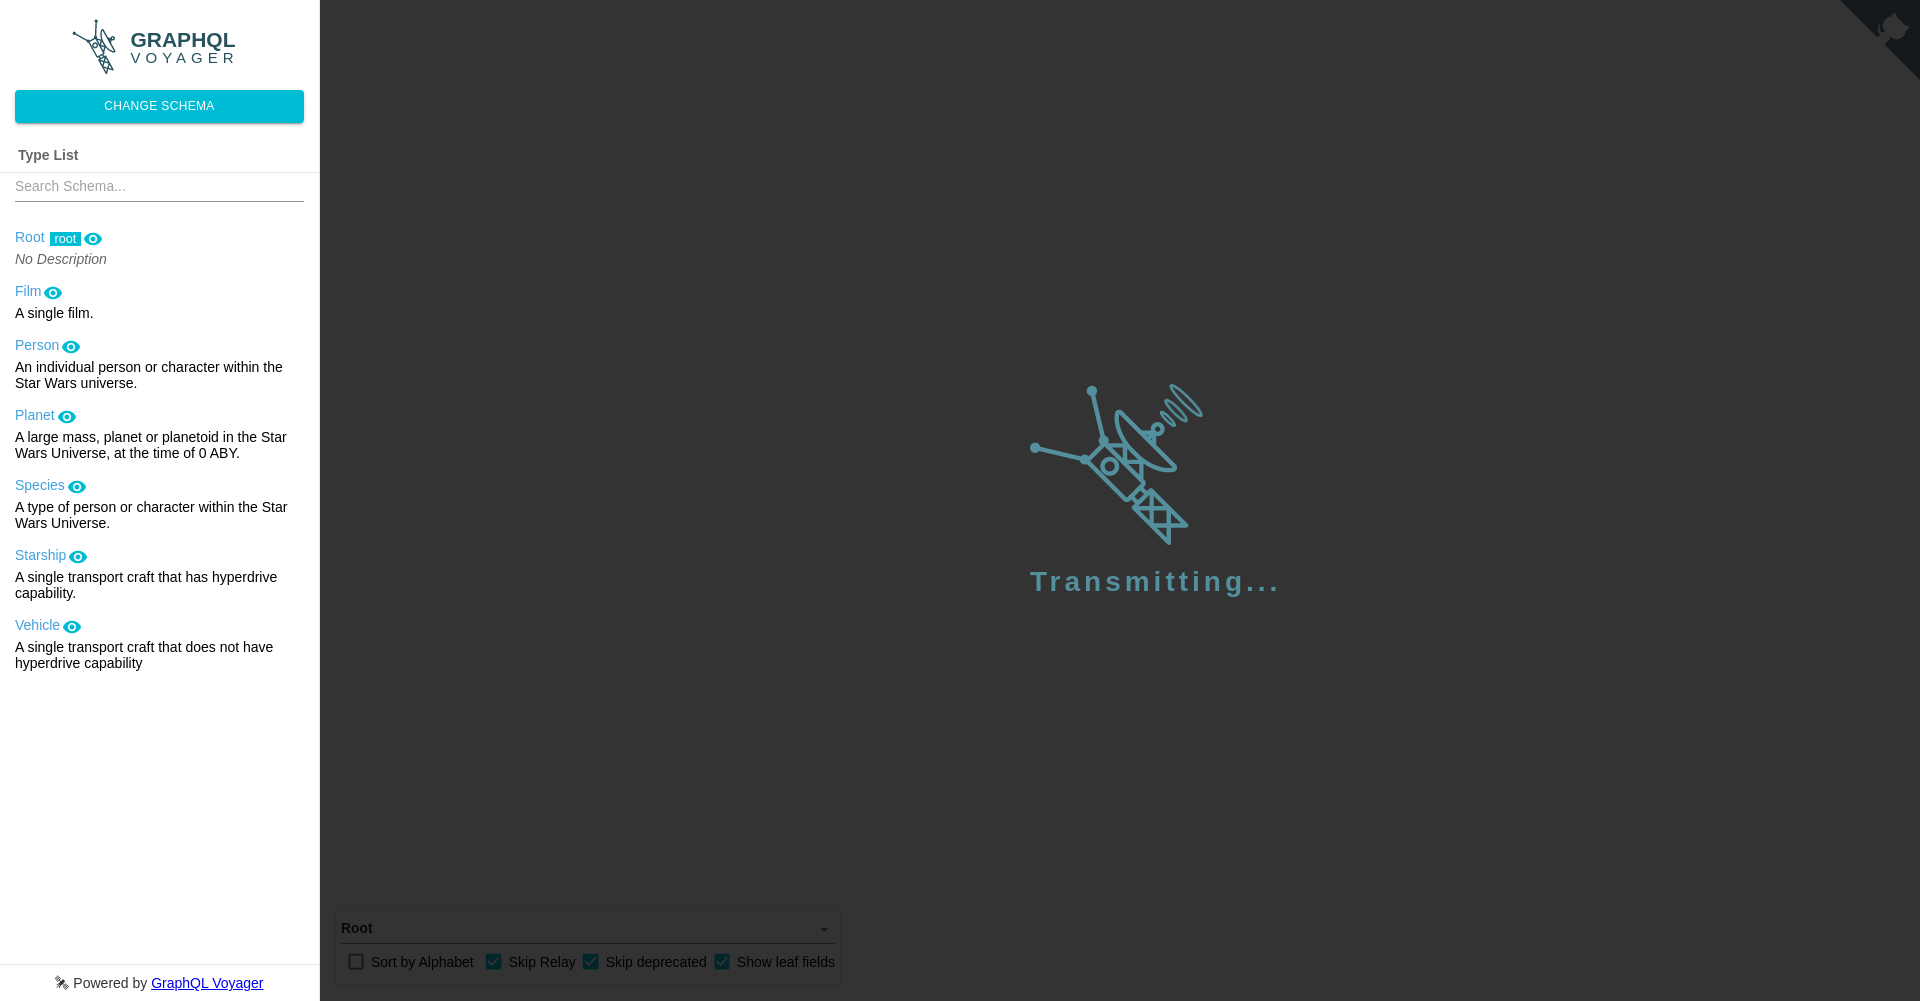 GRAPHQL
VOYAGER
CHANGE SCHEMA
Type List
Search Schema...
Root root
No Description
Film
A single film.
Person
An individual person or character within the
Star Wars universe.
Planet
A large mass, planet or planetoid in the Star
Wars Universe, at the time of 0 ABY.
Species
A type of person or character within the Star
Wars Universe.
Starship
A single transport craft that has hyperdrive
capability.
Vehicle
A single transport craft that does not have
hyperdrive capability
Powered by GraphQL Voyager
Transmitting...
Root
Sort by Alphabet Skip Relay Skip deprecated Show leaf fields